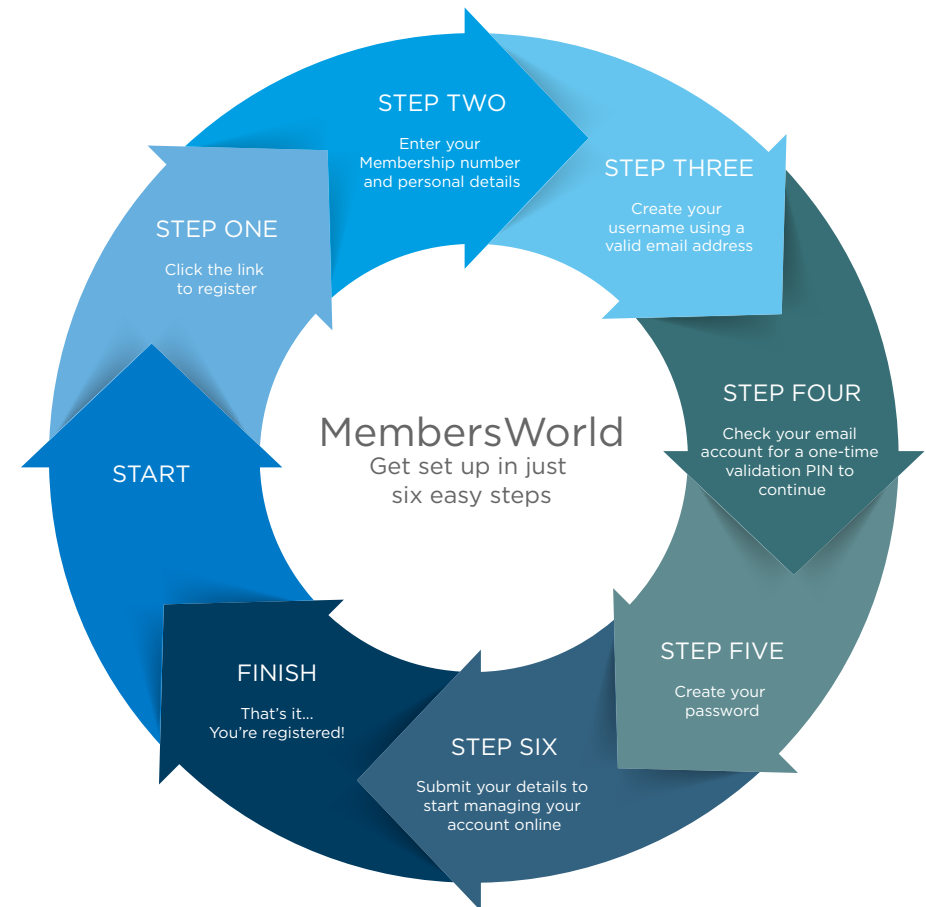 MembersWorld
Get set up in just
six easy steps
START
STEP ONE
Click the link
to register
STEP TWO
Enter your
Membership number
and personal details
STEP THREE
Create your
username using a
valid email address
STEP FOUR
Check your email
account for a one-time
validation PIN to
continue
STEP FIVE
Create your
password
STEP SIX
Submit your details to
start managing your
account online
FINISH
That’s it...
You’re registered!